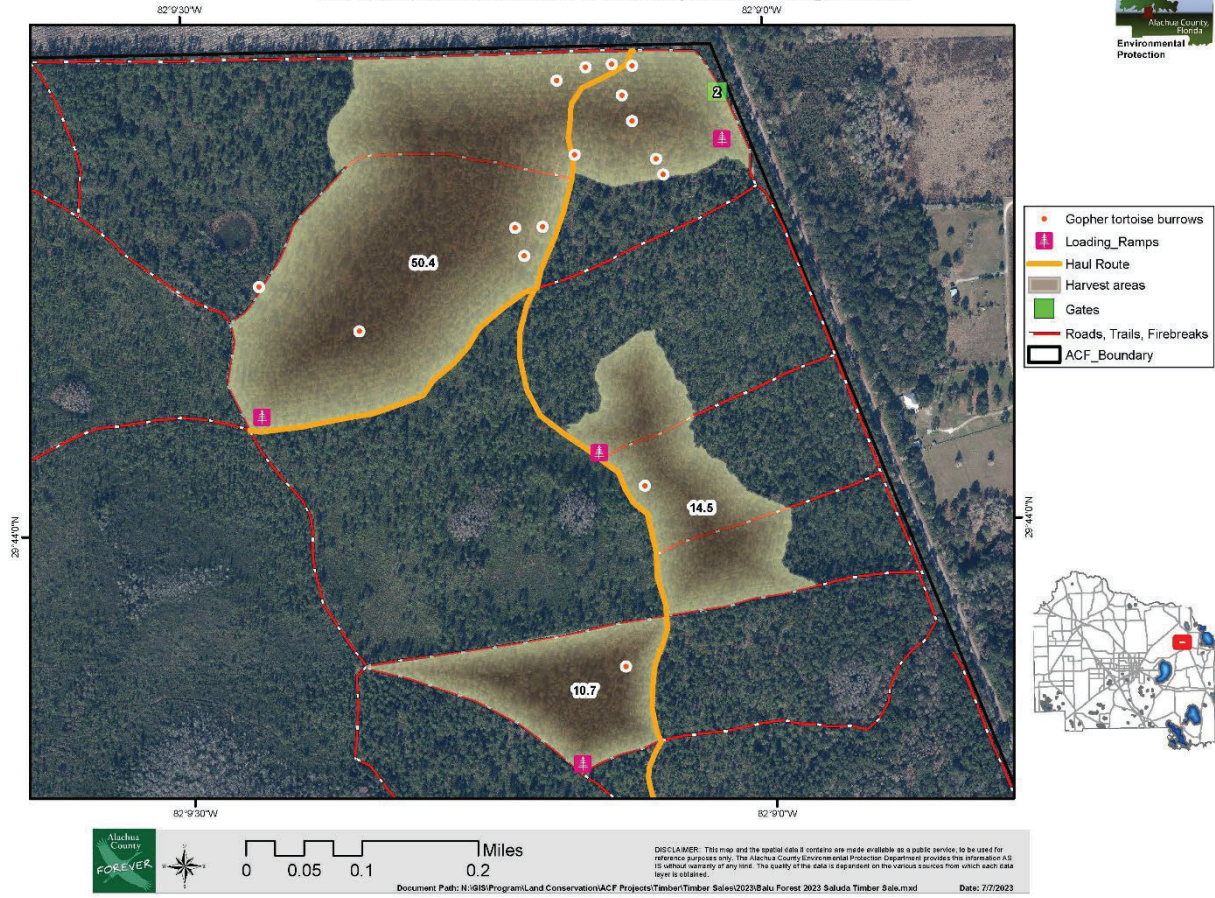 82°9'30"W
82°9'0"W
Alachua County,
Florida
Environmental
Protection
2
50.4
14.5
10.7
29°44'0"N
29°44'0"N
Gopher tortoise burrows
Loading_Ramps
Haul Route
Harvest areas
Gates
Roads, Trails, Firebreaks
ACF_Boundary
82°9'30"W
82°9'0"W
Alachua
County
FOREVER
Miles
0 0.05 0.1 0.2
DISCLAIMER: This map and the spatial data it contains are made available as a public service, to be used for
reference purposes only. The Alachua County Environmental Protection Department provides this information AS
IS without warranty of any kind. The quality of the data is dependent on the various sources from which each data
layer is obtained.
Document Path: N:\GIS\Program\Land Conservation\ACF Projects\Timber\Timber Sales\2023\Balu Forest 2023 Saluda Timber Sale.mxd Date: 7/7/2023